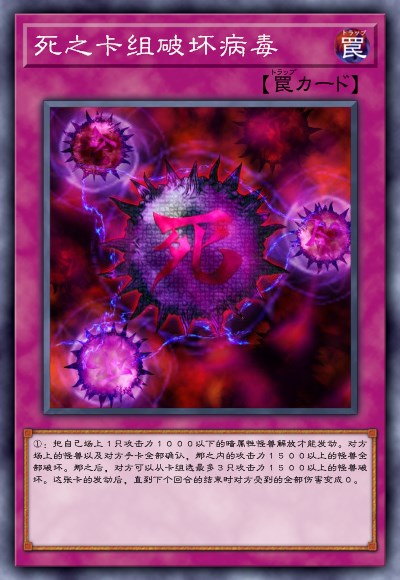 死之卡组破坏病毒
トラップ
罠
トラップ
【罠カード】
死
①：把自己场上１只攻击力１０００以下的暗属性怪兽解放才能发动。对方
场上的怪兽以及对方手卡全部确认，那之内的攻击力１５００以上的怪兽全
部破坏。那之后，对方可以从卡组选最多３只攻击力１５００以上的怪兽破
坏。这张卡的发动后，直到下个回合的结束时对方受到的全部伤害变成０。